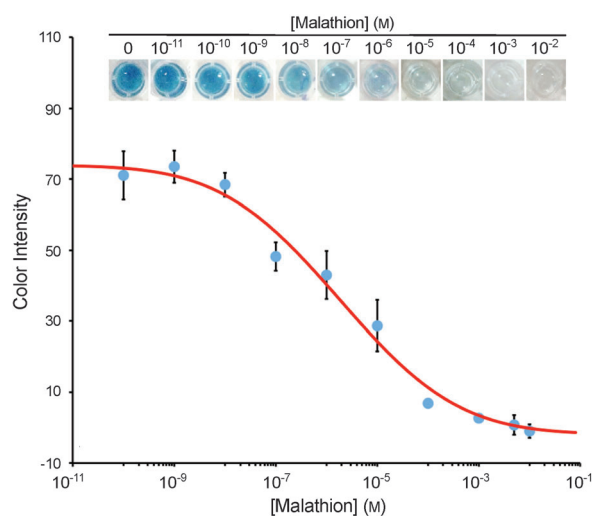 [Malathion] (M)
0 10⁻¹¹ 10⁻¹⁰ 10⁻⁹ 10⁻⁸ 10⁻⁷ 10⁻⁶ 10⁻⁵ 10⁻⁴ 10⁻³ 10⁻²
110
90
70
50
30
10
-10
Color Intensity
10⁻¹¹ 10⁻⁹ 10⁻⁷ 10⁻⁵ 10⁻³ 10⁻¹
[Malathion] (M)